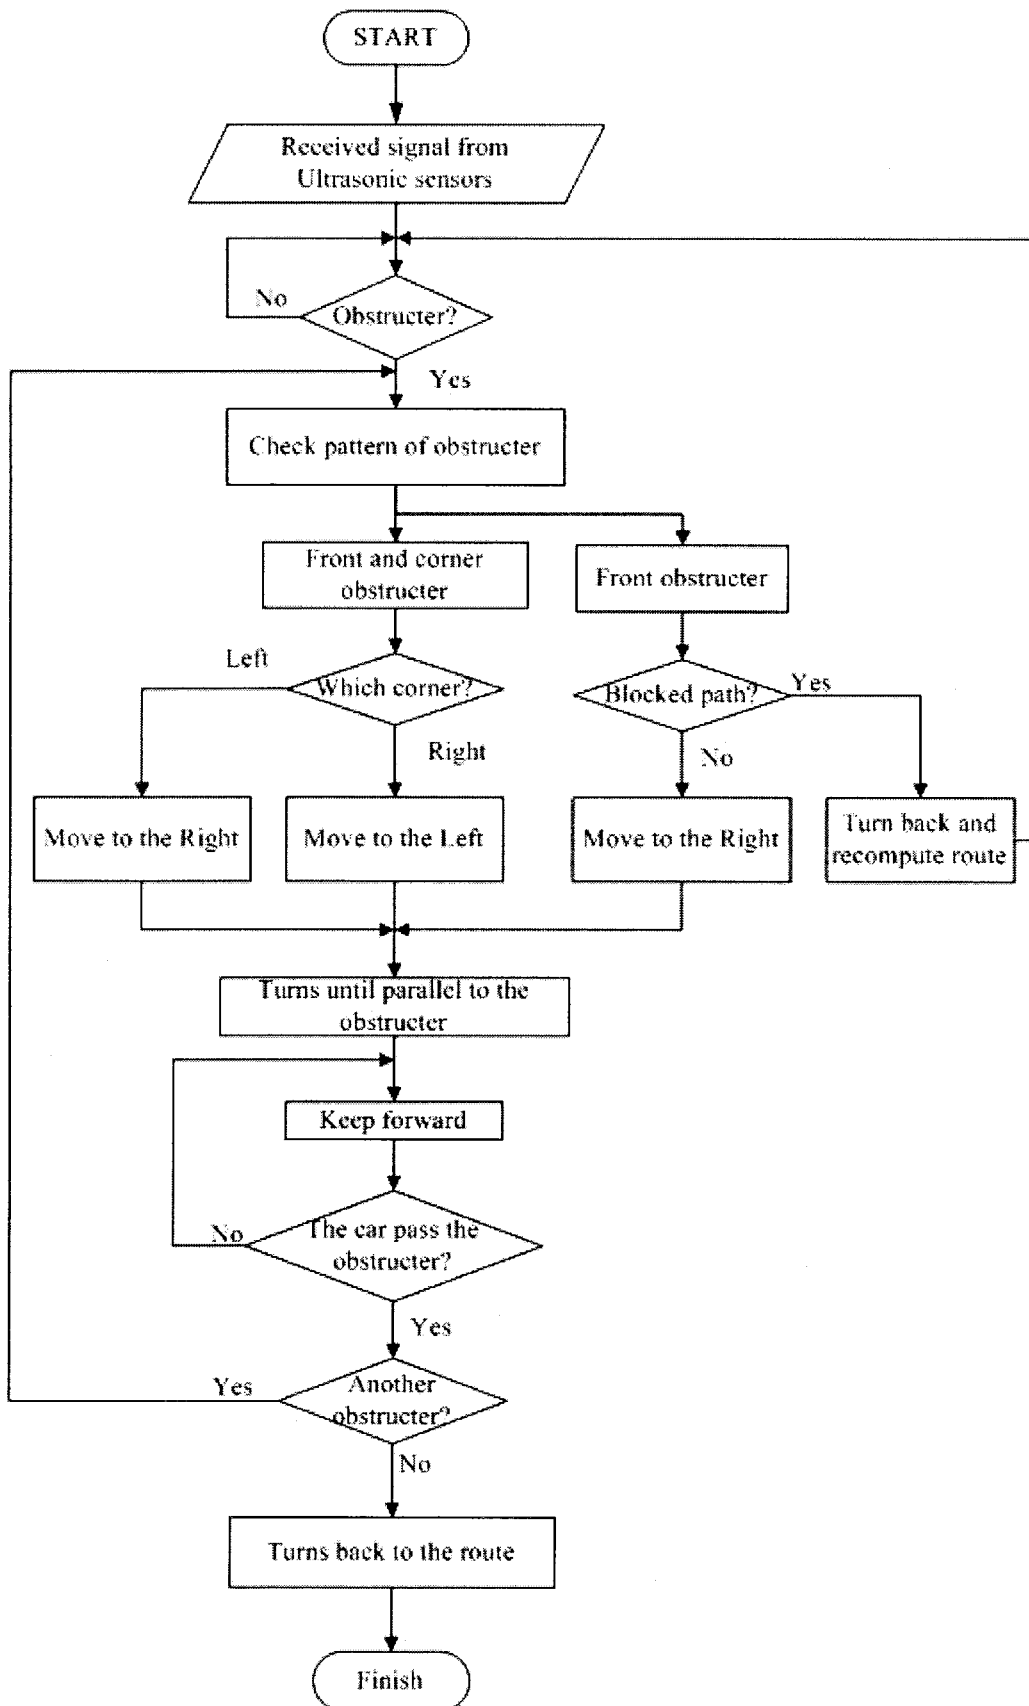 START
Received signal from
Ultrasonic sensors
No
Obstructer?
Yes
Check pattern of obstructer
Front and corner
obstructer
Front obstructer
Left
Which corner?
Blocked path?
Yes
Right
No
Move to the Right
Move to the Left
Move to the Right
Turn back and
recompute route
Turns until parallel to the
obstructer
Keep forward
No
The car pass the
obstructer?
Yes
Yes
Another
obstructer?
No
Turns back to the route
Finish